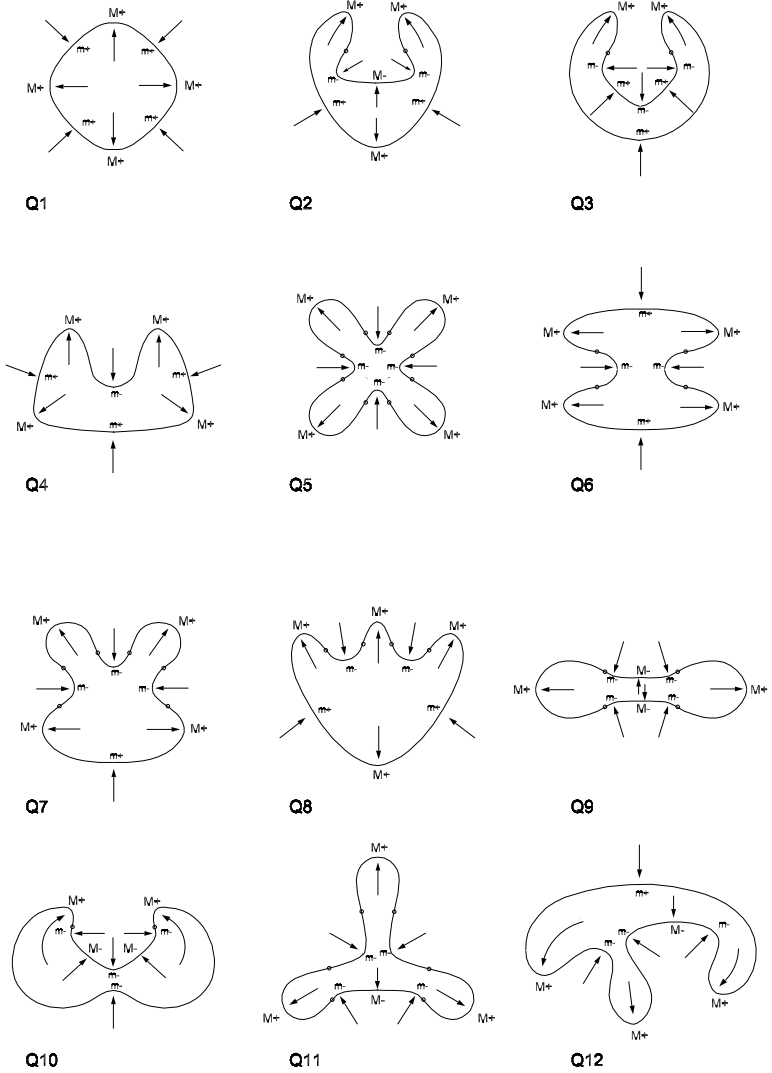 M+
m+ m+
M+ M+
m+ m+
M+
Q1
M+ M+
m- M- m-
m+ m+
M+
Q2
M+ M+
m- m-
m+ m+
m-
m+
Q3
M+ M+
m+ m+
m-
M+ m+ M+
Q4
M+ M+
m-
m- m-
m-
M+ M+
Q5
m+
M+ M+
m- m-
M+ M+
m+
Q6
M+ M+
m-
m- m-
M+ M+
m+
Q7
M+ M+ M+
m- m-
m+ m+
M+
Q8
M-
m- m-
M+ M+
m- m-
M-
Q9
M+ M+
m- m-
M- M-
m-
m-
Q10
M+
m- m-
m- m-
M-
M+ M+
Q11
m+
m- M- m-
m-
M+ M+
M+
Q12